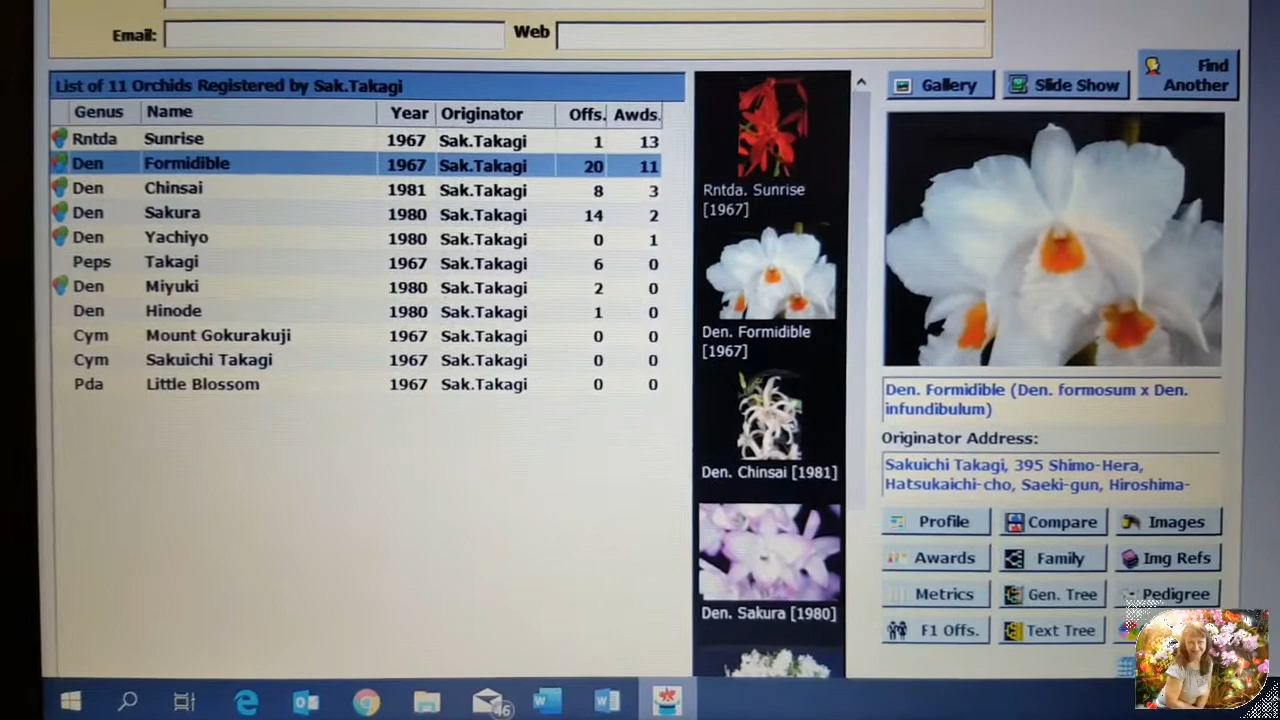 Email:
Web
List of 11 Orchids Registered by Sak.Takagi
Genus Name Year Originator Offs. Awds.
Rntda Sunrise 1967 Sak.Takagi 1 13
Den Formidible 1967 Sak.Takagi 20 11
Den Chinsai 1981 Sak.Takagi 8 3
Den Sakura 1980 Sak.Takagi 14 2
Den Yachiyo 1980 Sak.Takagi 0 1
Peps Takagi 1967 Sak.Takagi 6 0
Den Miyuki 1980 Sak.Takagi 2 0
Den Hinode 1980 Sak.Takagi 1 0
Cym Mount Gokurakuji 1967 Sak.Takagi 0 0
Cym Sakuichi Takagi 1967 Sak.Takagi 0 0
Pda Little Blossom 1967 Sak.Takagi 0 0
Rntda. Sunrise
[1967]
Den. Formidible
[1967]
Den. Chinsai [1981]
Den. Sakura [1980]
Gallery
Slide Show
Find
Another
Den. Formidible (Den. formosum x Den.
infundibulum)
Originator Address:
Sakuichi Takagi, 395 Shimo-Hera,
Hatsukaichi-cho, Saeki-gun, Hiroshima-
Profile Compare Images
Awards Family Img Refs
Metrics Gen. Tree Pedigree
F1 Offs. Text Tree
46